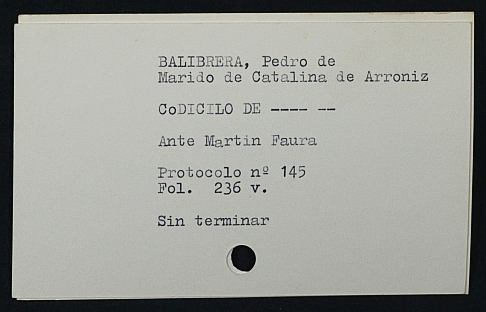 BALIBRERA, Pedro de
Marido de Catalina de Arroniz
CoDICILO DE ---- --
Ante Martin Faura
Protocolo nº 145
Fol. 236 v.
Sin terminar